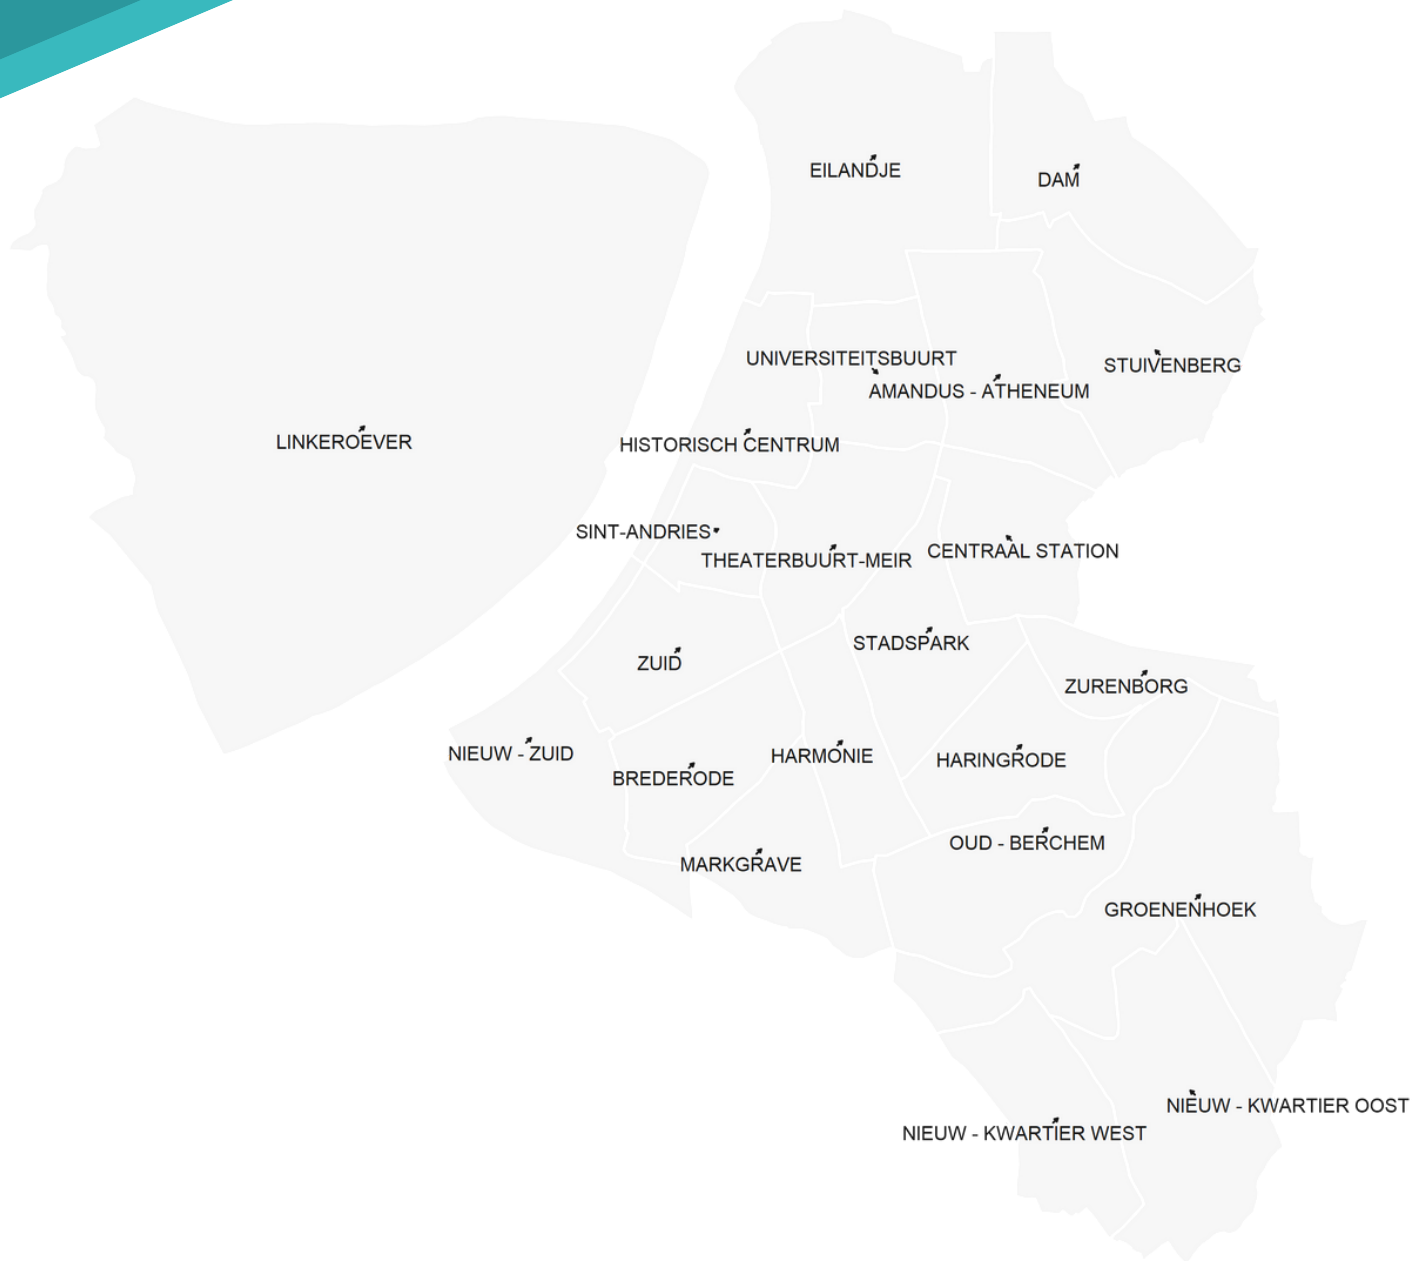 EILANDJE
DAM
UNIVERSITEITSBUURT
STUIVENBERG
AMANDUS - ATHENEUM
LINKEROEVER
HISTORISCH CENTRUM
SINT-ANDRIES
THEATERBUURT-MEIR
CENTRAAL STATION
STADSPARK
ZUID
ZURENBORG
NIEUW - ZUID
HARMONIE
HARINGRODE
BREDERODE
OUD - BERCHEM
MARKGRAVE
GROENENHOEK
NIEUW - KWARTIER OOST
NIEUW - KWARTIER WEST